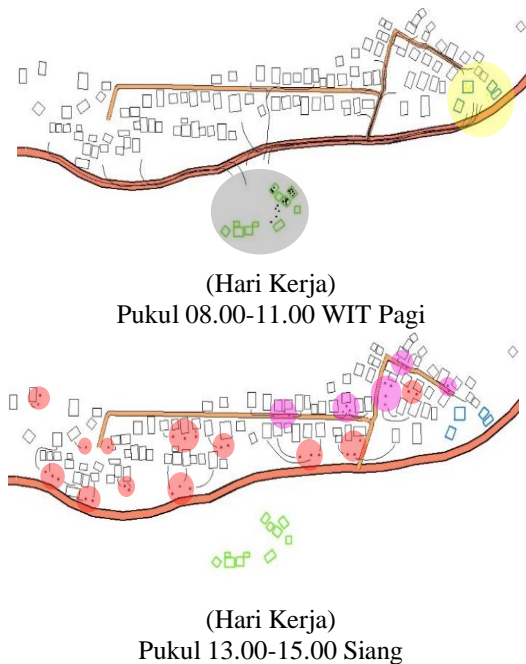 (Hari Kerja)
Pukul 08.00-11.00 WIT Pagi
(Hari Kerja)
Pukul 13.00-15.00 Siang